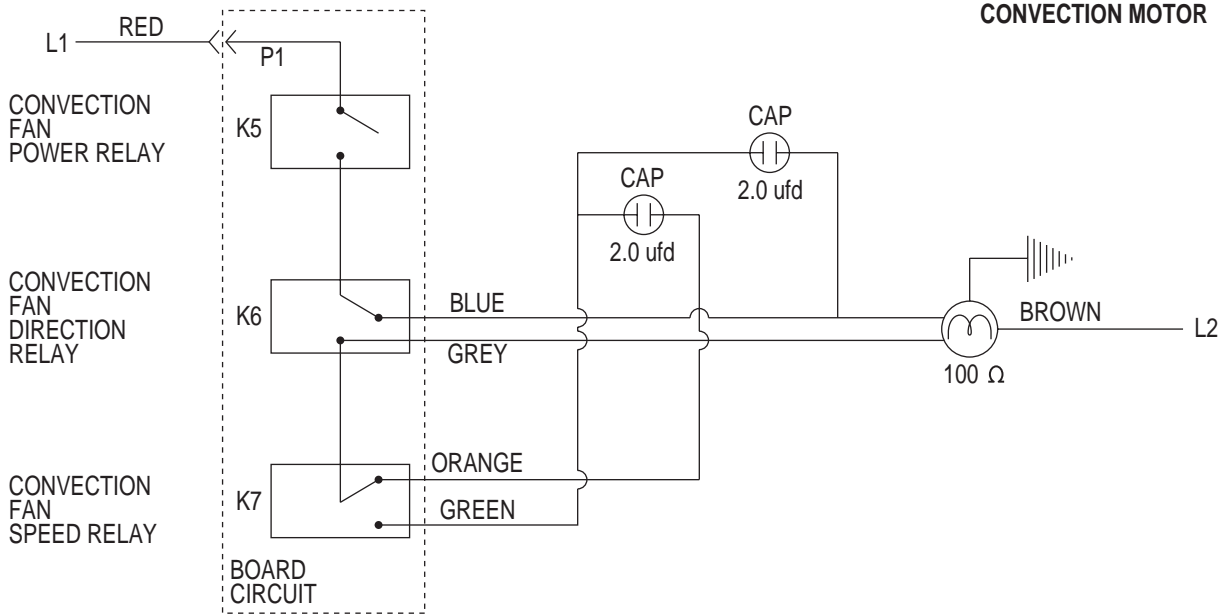 CONVECTION MOTOR
L1
RED
P1
CONVECTION
FAN
POWER RELAY
K5
CAP
2.0 ufd
CAP
2.0 ufd
CONVECTION
FAN
DIRECTION
RELAY
K6
BLUE
GREY
BROWN
L2
100 Ω
CONVECTION
FAN
SPEED RELAY
K7
ORANGE
GREEN
BOARD
CIRCUIT